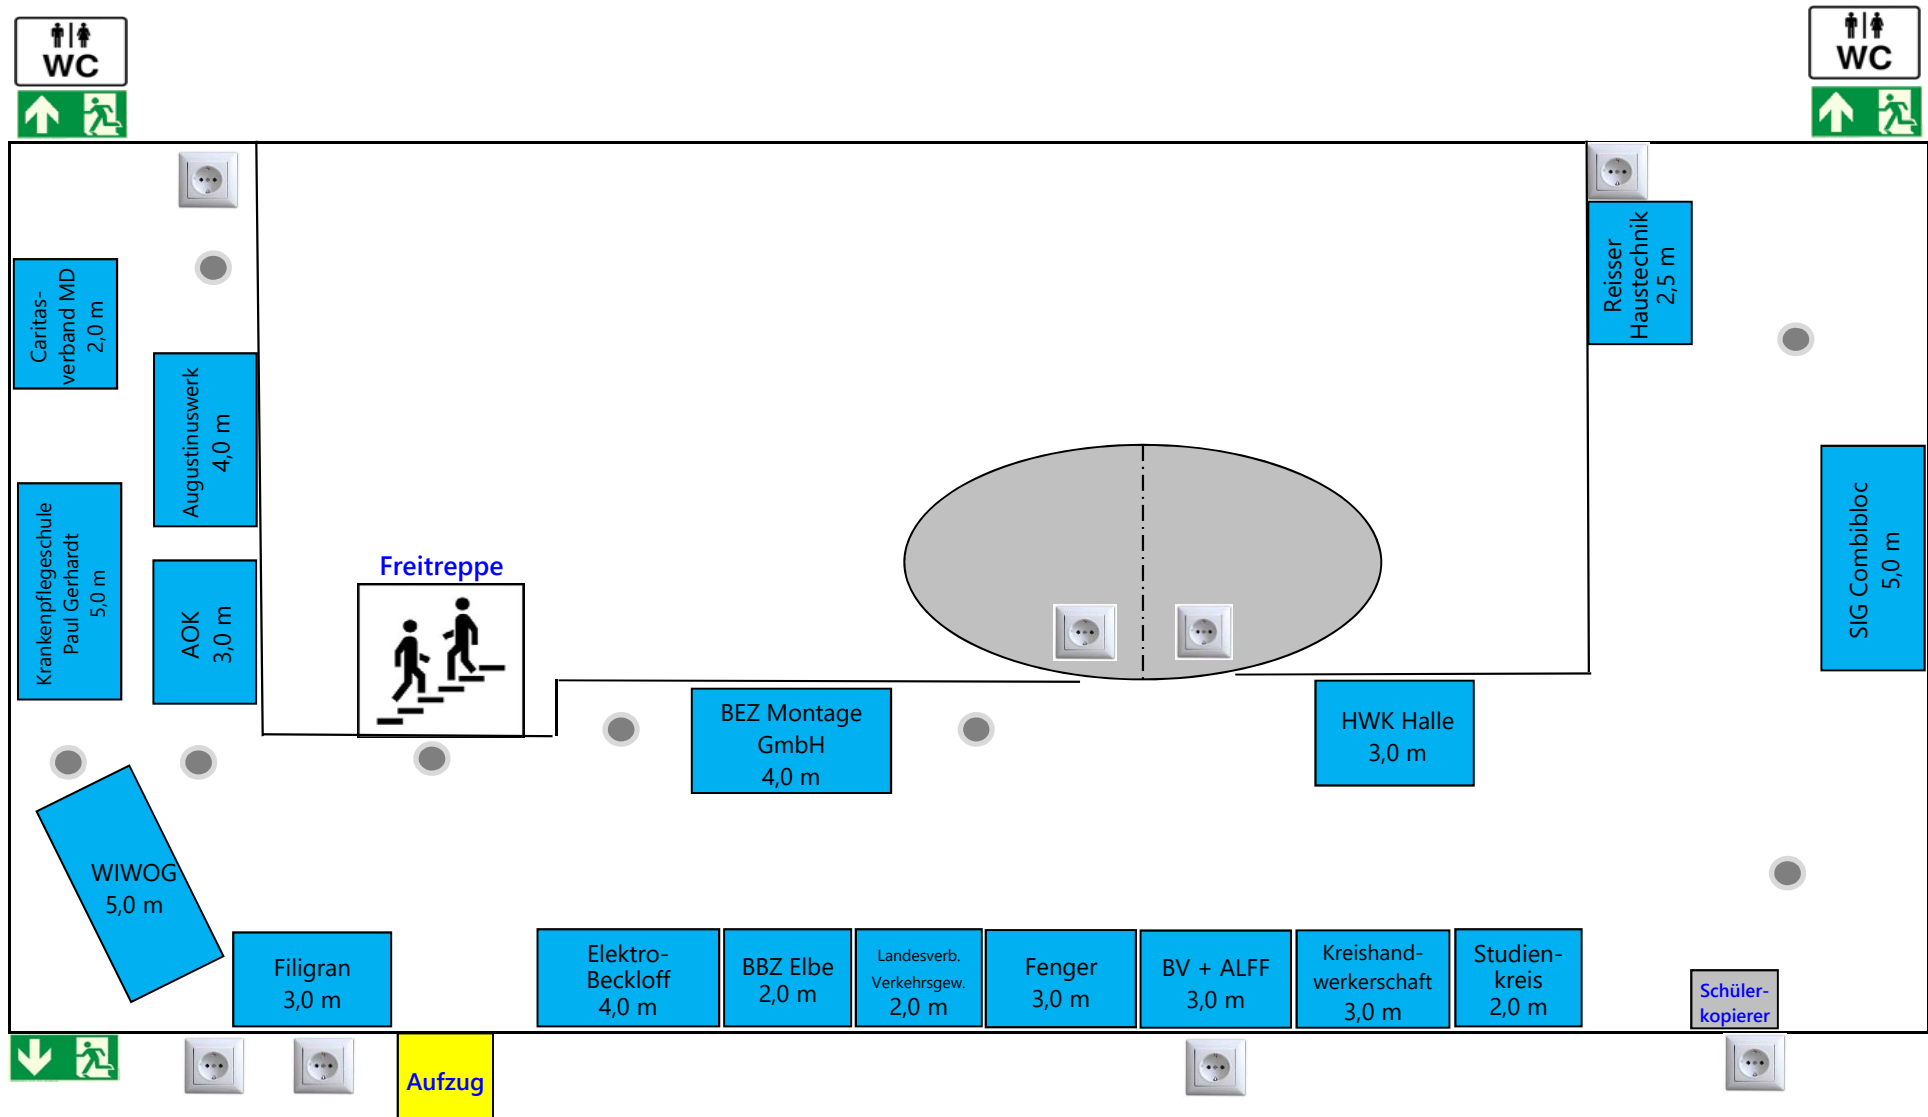 WC
WC
Caritas-
verband MD
2,0 m
Augustinuswerk
4,0 m
Krankenpflegeschule
Paul Gerhardt
5,0 m
AOK
3,0 m
Freitreppe
Reisser
Haustechnik
2,5 m
SIG Combibloc
5,0 m
BEZ Montage
GmbH
4,0 m
HWK Halle
3,0 m
WIWOG
5,0 m
Filigran
3,0 m
Elektro-
Beckloff
4,0 m
BBZ Elbe
2,0 m
Landesverb.
Verkehrsgew.
2,0 m
Fenger
3,0 m
BV + ALFF
3,0 m
Kreishand-
werkerschaft
3,0 m
Studien-
kreis
2,0 m
Schüler-
kopierer
Aufzug